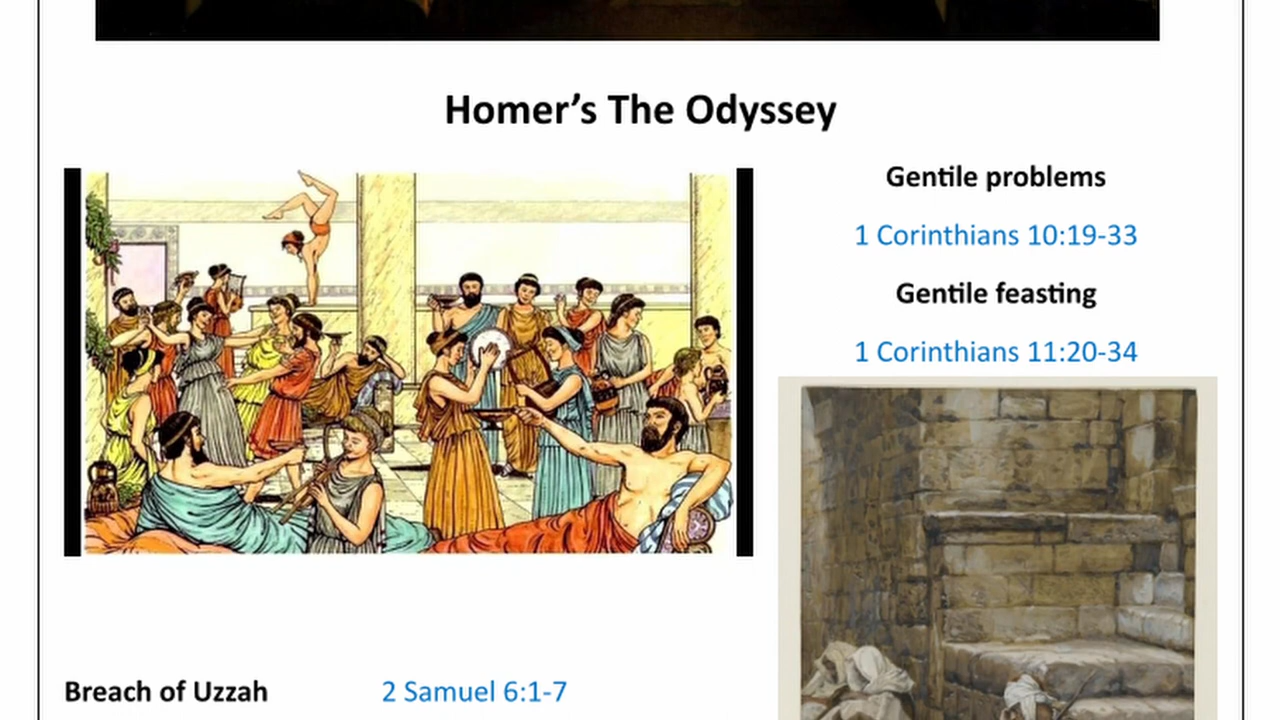 Homer’s The Odyssey
Gentile problems
1 Corinthians 10:19-33
Gentile feasting
1 Corinthians 11:20-34
Breach of Uzzah 2 Samuel 6:1-7